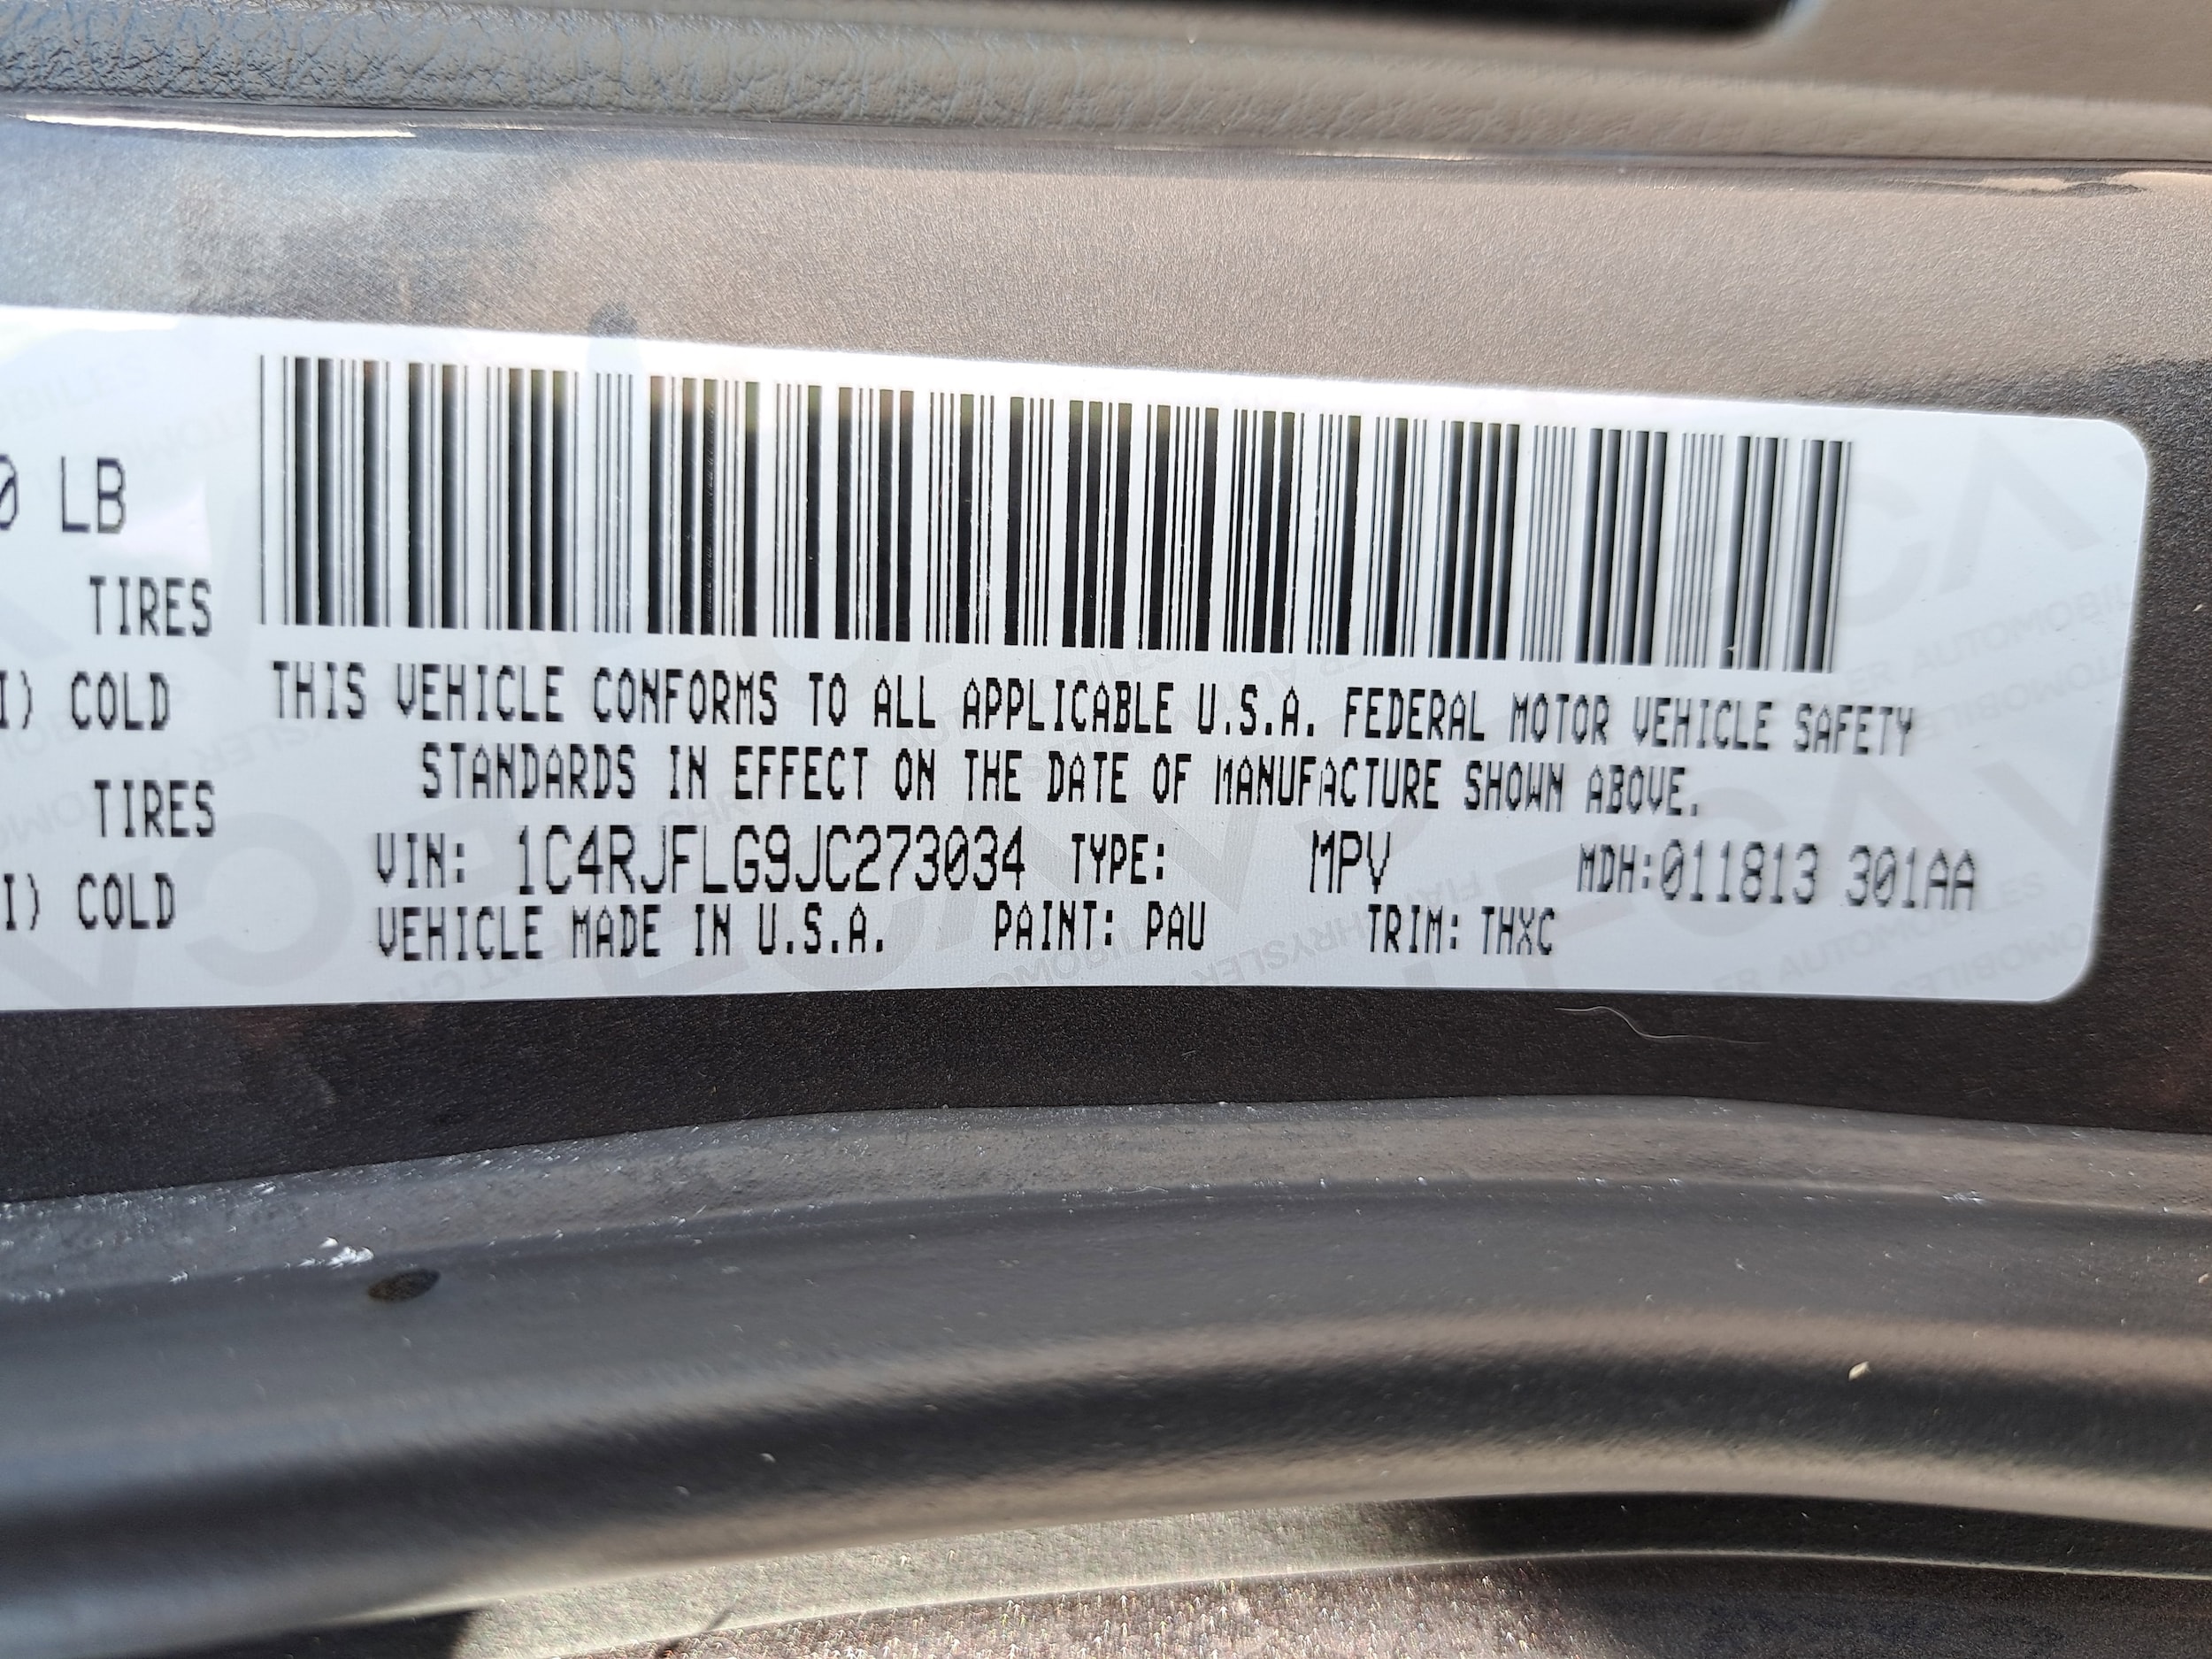 0 LB
TIRES
I) COLD
TIRES
I) COLD
THIS VEHICLE CONFORMS TO ALL APPLICABLE U.S.A. FEDERAL MOTOR VEHICLE SAFETY
STANDARDS IN EFFECT ON THE DATE OF MANUFACTURE SHOWN ABOVE.
VIN: 1C4RJFLG9JC273034 TYPE: MPV MDH:011813 301AA
VEHICLE MADE IN U.S.A. PAINT: PAU TRIM: THXC